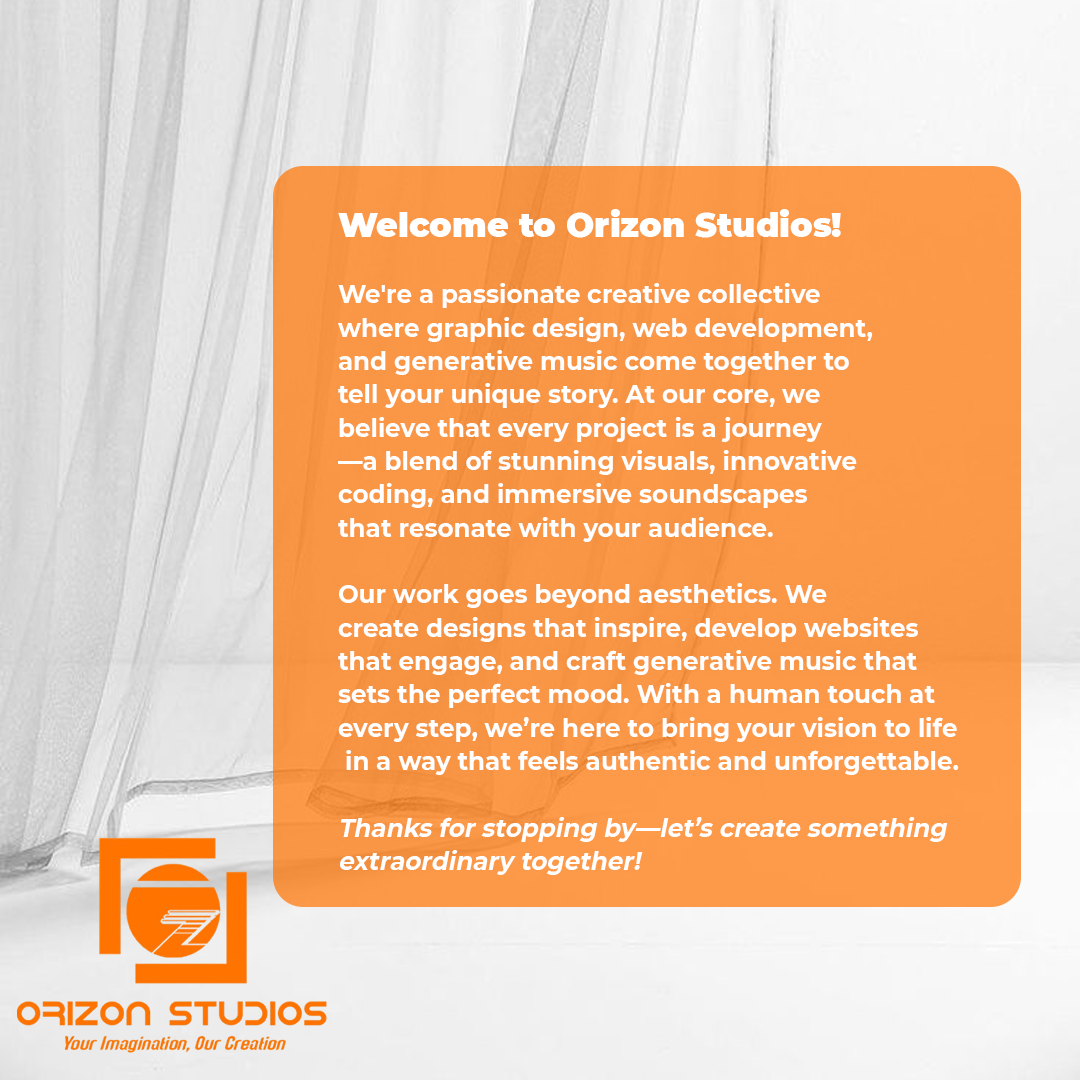 Welcome to Orizon Studios!
We're a passionate creative collective
where graphic design, web development,
and generative music come together to
tell your unique story. At our core, we
believe that every project is a journey
—a blend of stunning visuals, innovative
coding, and immersive soundscapes
that resonate with your audience.
Our work goes beyond aesthetics. We
create designs that inspire, develop websites
that engage, and craft generative music that
sets the perfect mood. With a human touch at
every step, we’re here to bring your vision to life
in a way that feels authentic and unforgettable.
Thanks for stopping by—let’s create something
extraordinary together!
ORIZON STUDIOS
Your Imagination, Our Creation